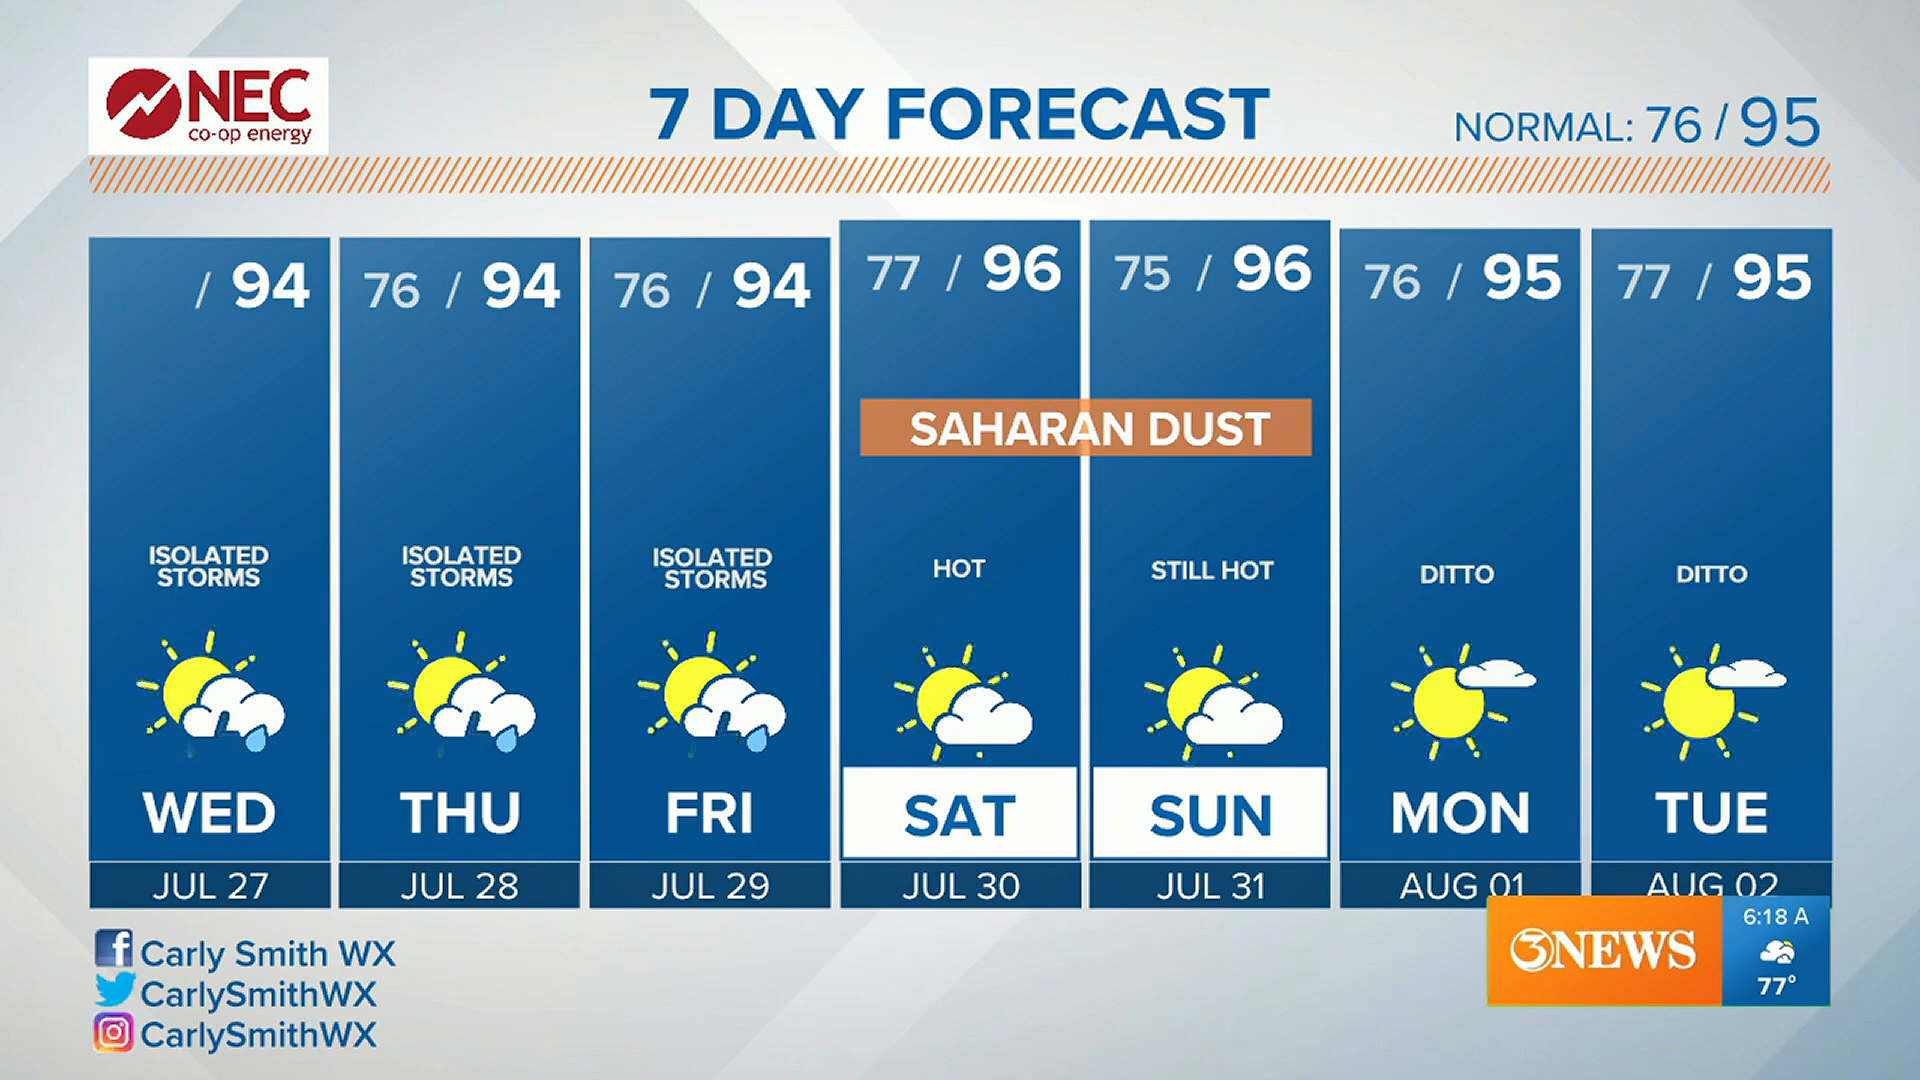 NEC
co-op energy
7 DAY FORECAST
NORMAL: 76 / 95
/ 94
76 / 94
76 / 94
77 / 96
75 / 96
76 / 95
77 / 95
SAHARAN DUST
ISOLATED
STORMS
ISOLATED
STORMS
ISOLATED
STORMS
HOT
STILL HOT
DITTO
DITTO
WED
THU
FRI
SAT
SUN
MON
TUE
JUL 27
JUL 28
JUL 29
JUL 30
JUL 31
AUG 01
AUG 02
Carly Smith WX
CarlySmithWX
CarlySmithWX
3NEWS
6:18 A
77°